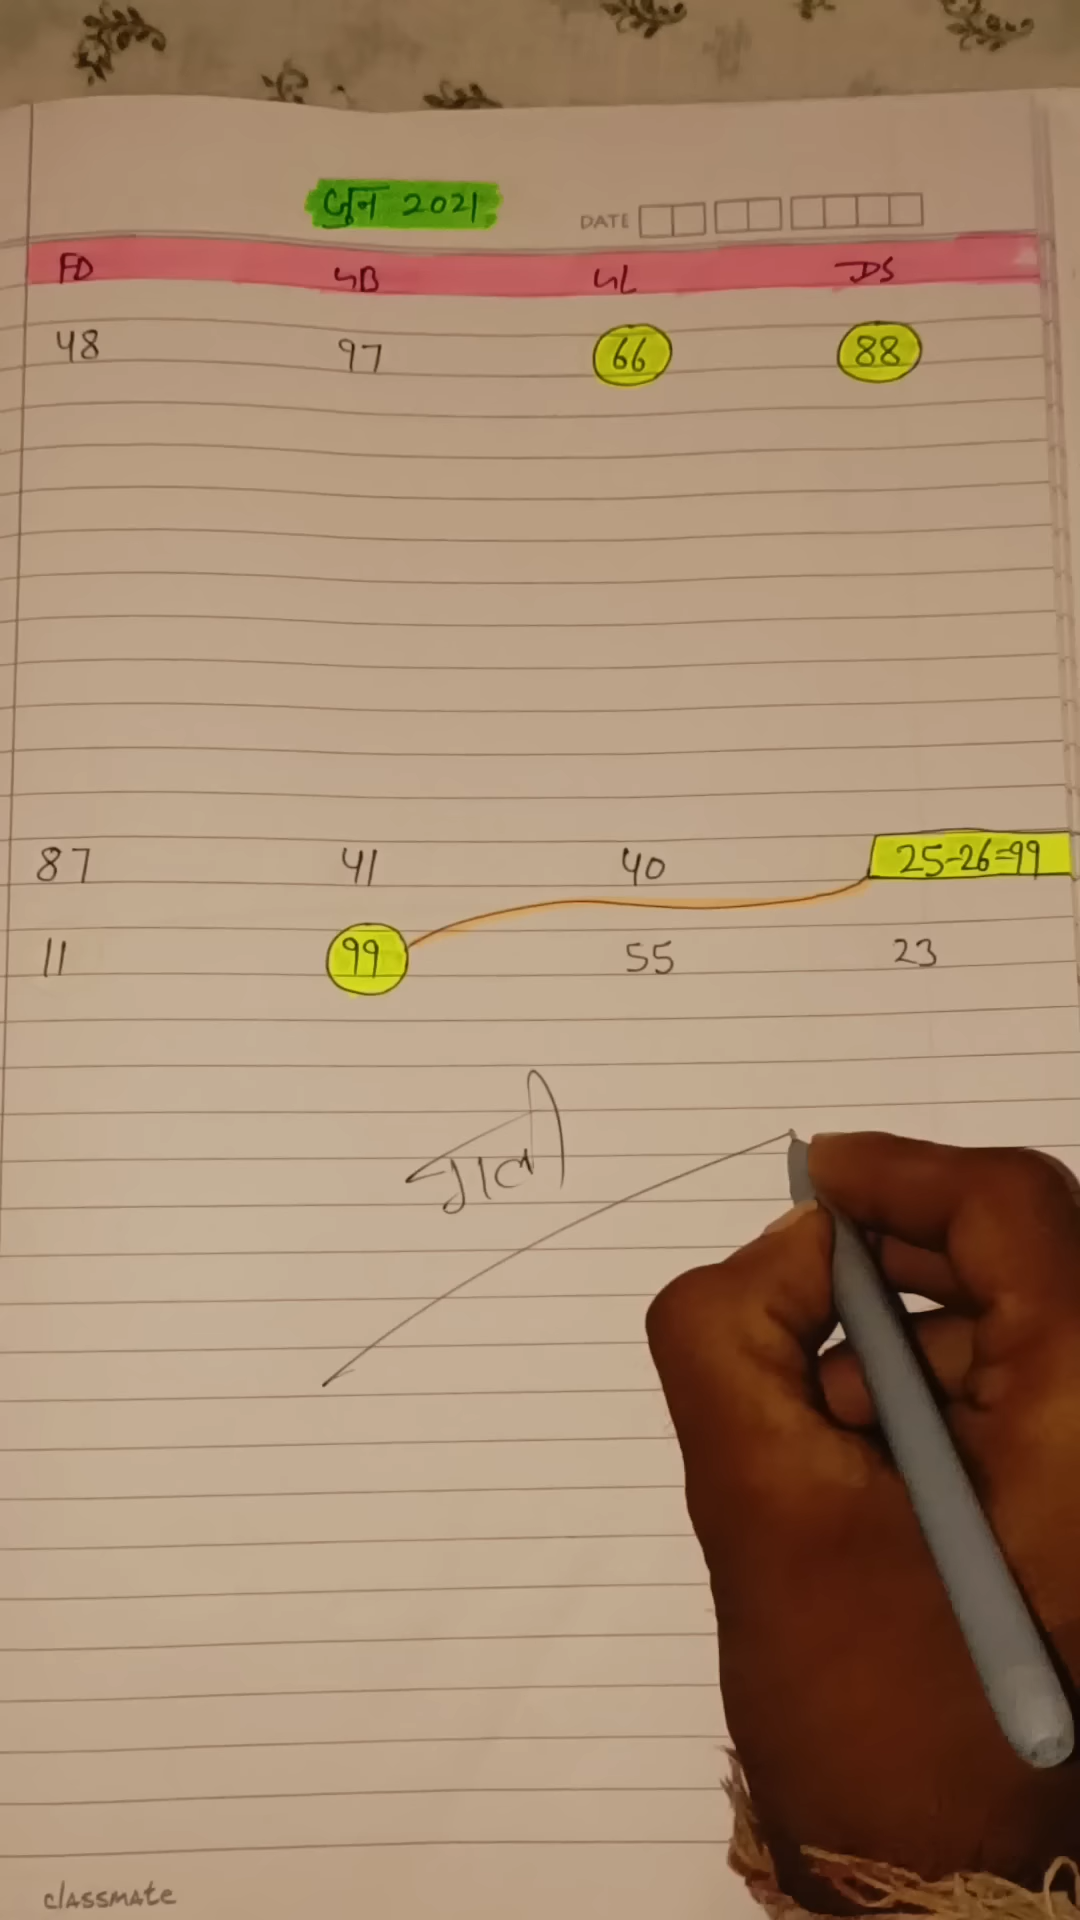 जून 2021
DATE
FD GB GL DS
48 97 66 88
87 41 40 25-26=99
11 99 55 23
classmate